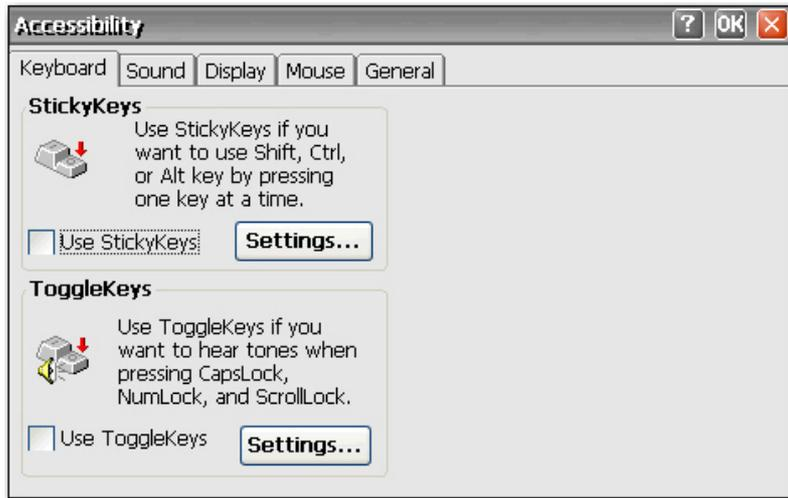 Accessibility ? OK X
Keyboard Sound Display Mouse General
StickyKeys
Use StickyKeys if you
want to use Shift, Ctrl,
or Alt key by pressing
one key at a time.
Use StickyKeys Settings...
ToggleKeys
Use ToggleKeys if you
want to hear tones when
pressing CapsLock,
NumLock, and ScrollLock.
Use ToggleKeys Settings...